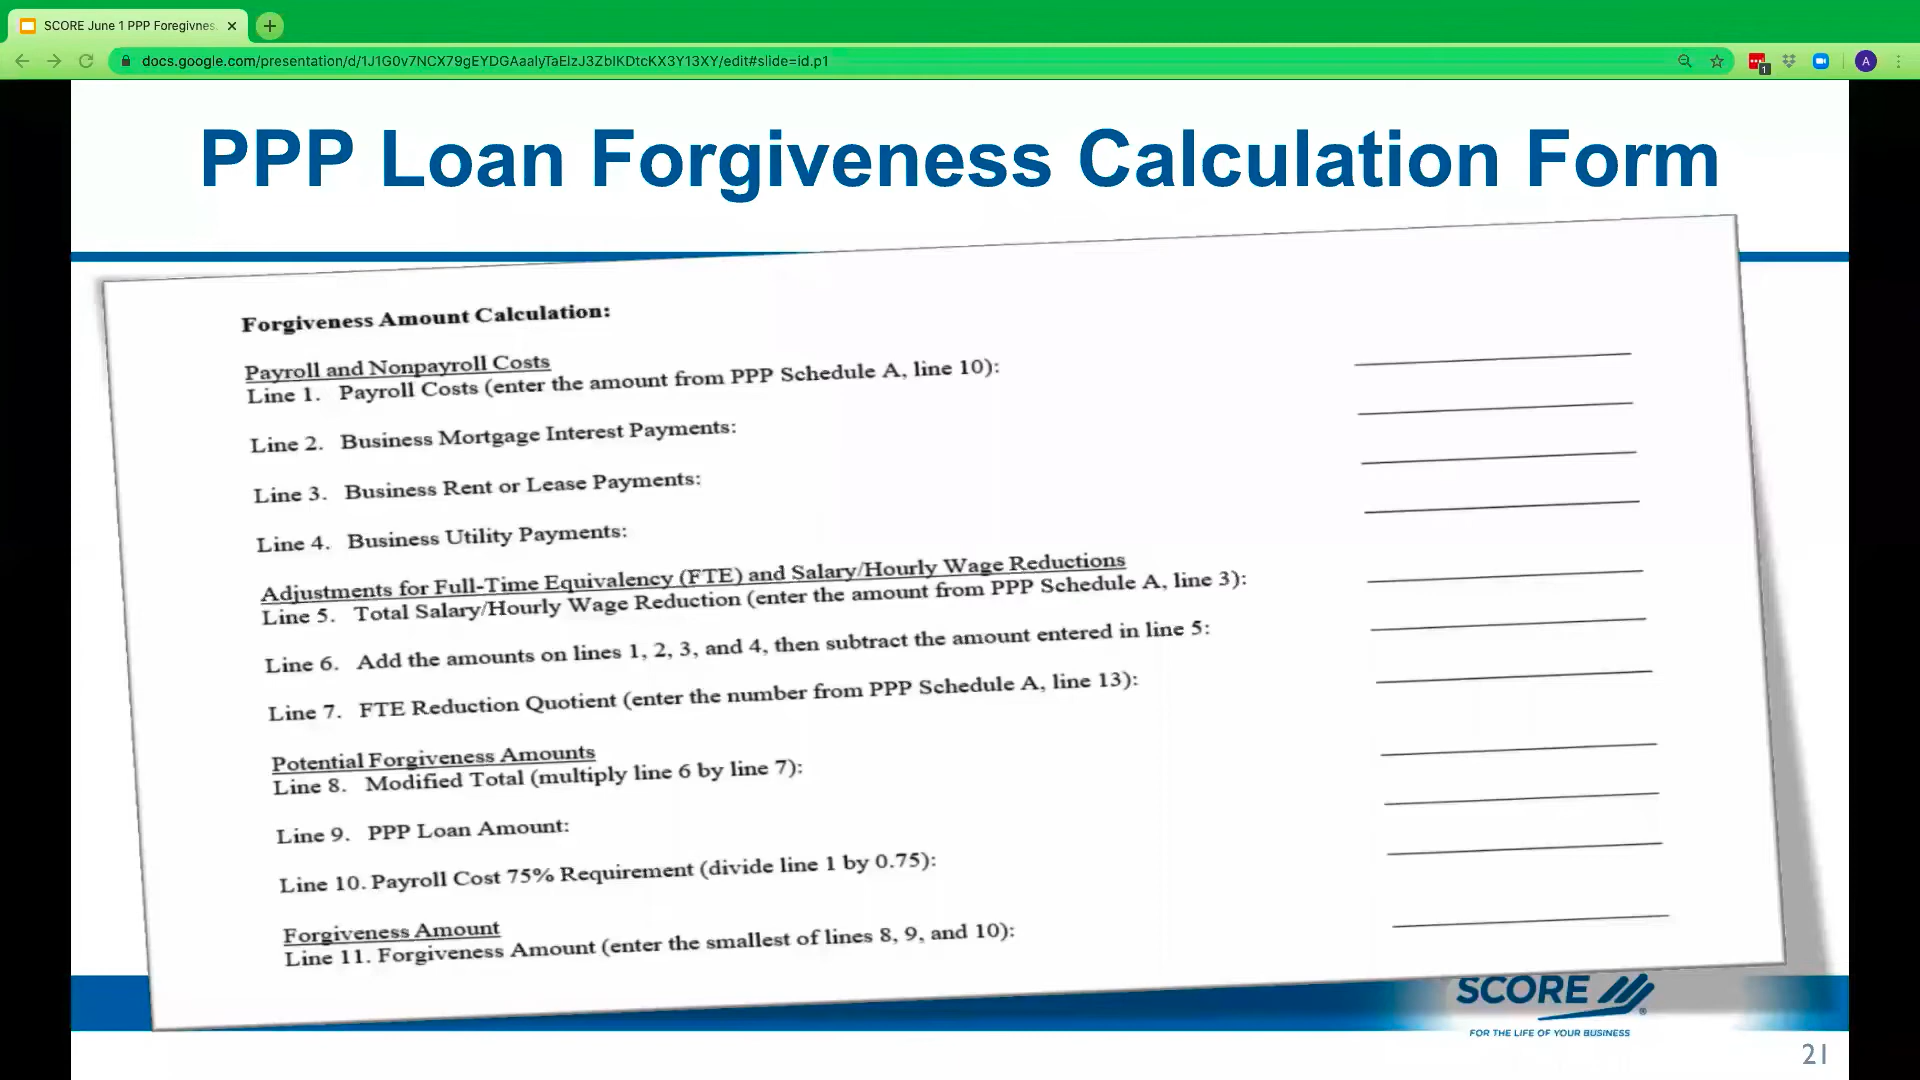 SCORE June 1 PPP Foregivnes
docs.google.com/presentation/d/1J1G0v7NCX79gEYDGAaalyTaElzJ3ZbIKDtcKX3Y13XY/edit#slide=id.p1
1
A
PPP Loan Forgiveness Calculation Form
Forgiveness Amount Calculation:
Payroll and Nonpayroll Costs
Line 1. Payroll Costs (enter the amount from PPP Schedule A, line 10):
Line 2. Business Mortgage Interest Payments:
Line 3. Business Rent or Lease Payments:
Line 4. Business Utility Payments:
Adjustments for Full-Time Equivalency (FTE) and Salary/Hourly Wage Reductions
Line 5. Total Salary/Hourly Wage Reduction (enter the amount from PPP Schedule A, line 3):
Line 6. Add the amounts on lines 1, 2, 3, and 4, then subtract the amount entered in line 5:
Line 7. FTE Reduction Quotient (enter the number from PPP Schedule A, line 13):
Potential Forgiveness Amounts
Line 8. Modified Total (multiply line 6 by line 7):
Line 9. PPP Loan Amount:
Line 10. Payroll Cost 75% Requirement (divide line 1 by 0.75):
Forgiveness Amount
Line 11. Forgiveness Amount (enter the smallest of lines 8, 9, and 10):
SCORE
FOR THE LIFE OF YOUR BUSINESS
21